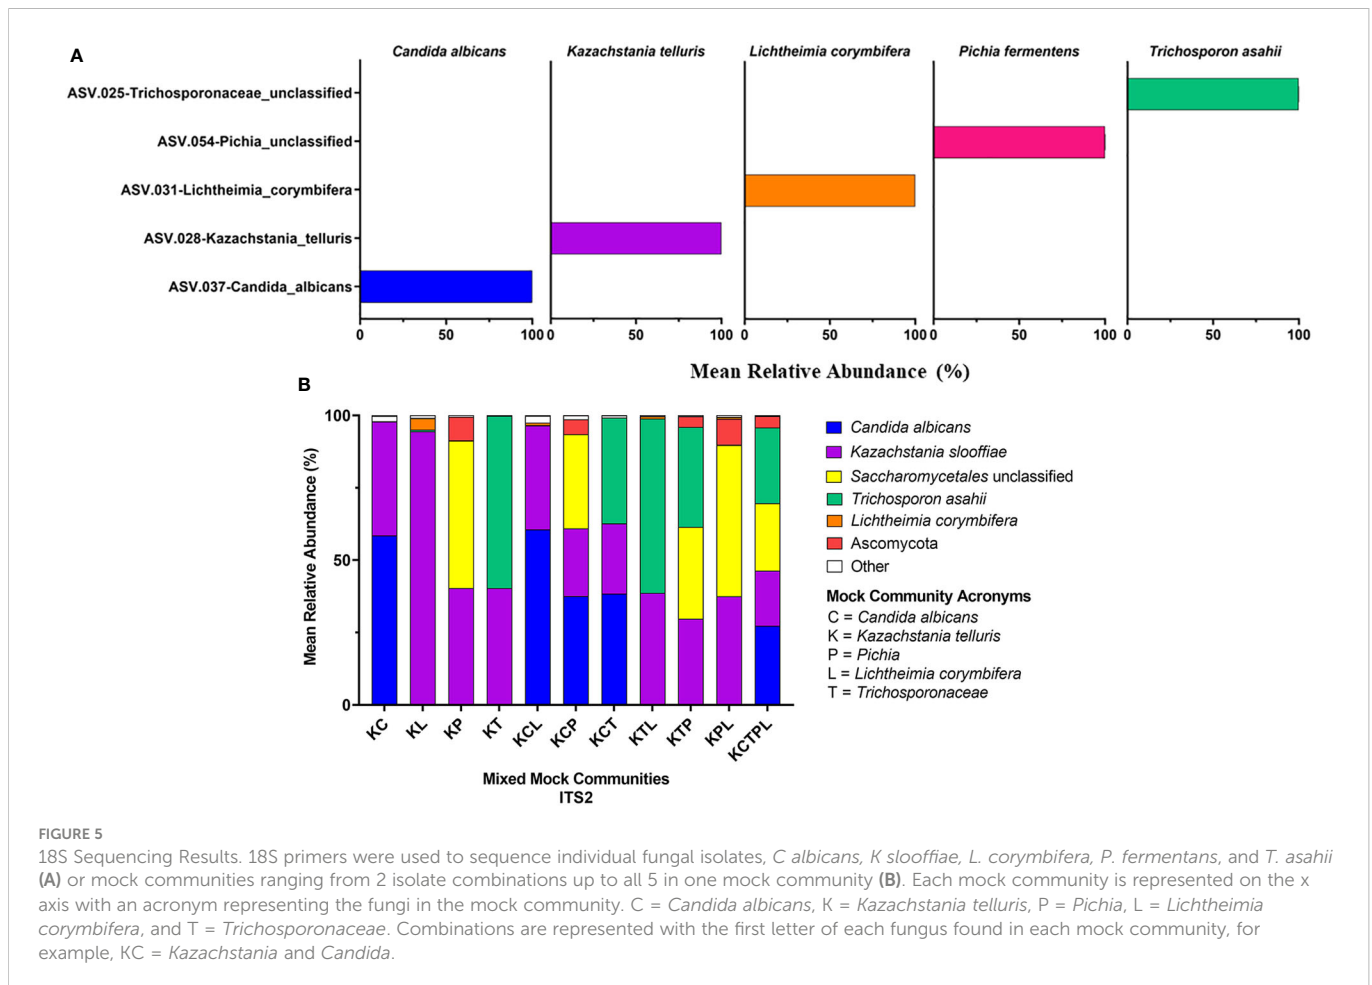 A
Candida albicans
Kazachstania telluris
Lichtheimia corymbifera
Pichia fermentens
Trichosporon asahii
ASV.025-Trichosporonaceae_unclassified
ASV.054-Pichia_unclassified
ASV.031-Lichtheimia_corymbifera
ASV.028-Kazachstania_telluris
ASV.037-Candida_albicans
0 50 100 0 50 100 0 50 100 0 50 100 0 50 100
Mean Relative Abundance (%)
B
Mean Relative Abundance (%)
100
50
0
KC KL KP KT KCL KCP KCT KTL KTP KPL KCTPL
Mixed Mock Communities
ITS2
Candida albicans
Kazachstania slooffiae
Saccharomycetales unclassified
Trichosporon asahii
Lichtheimia corymbifera
Ascomycota
Other
Mock Community Acronyms
C = Candida albicans
K = Kazachstania telluris
P = Pichia
L = Lichtheimia corymbifera
T = Trichosporonaceae
FIGURE 5
18S Sequencing Results. 18S primers were used to sequence individual fungal isolates, C albicans, K slooffiae, L. corymbifera, P. fermentans, and T. asahii
(A) or mock communities ranging from 2 isolate combinations up to all 5 in one mock community (B). Each mock community is represented on the x
axis with an acronym representing the fungi in the mock community. C = Candida albicans, K = Kazachstania telluris, P = Pichia, L = Lichtheimia
corymbifera, and T = Trichosporonaceae. Combinations are represented with the first letter of each fungus found in each mock community, for
example, KC = Kazachstania and Candida.